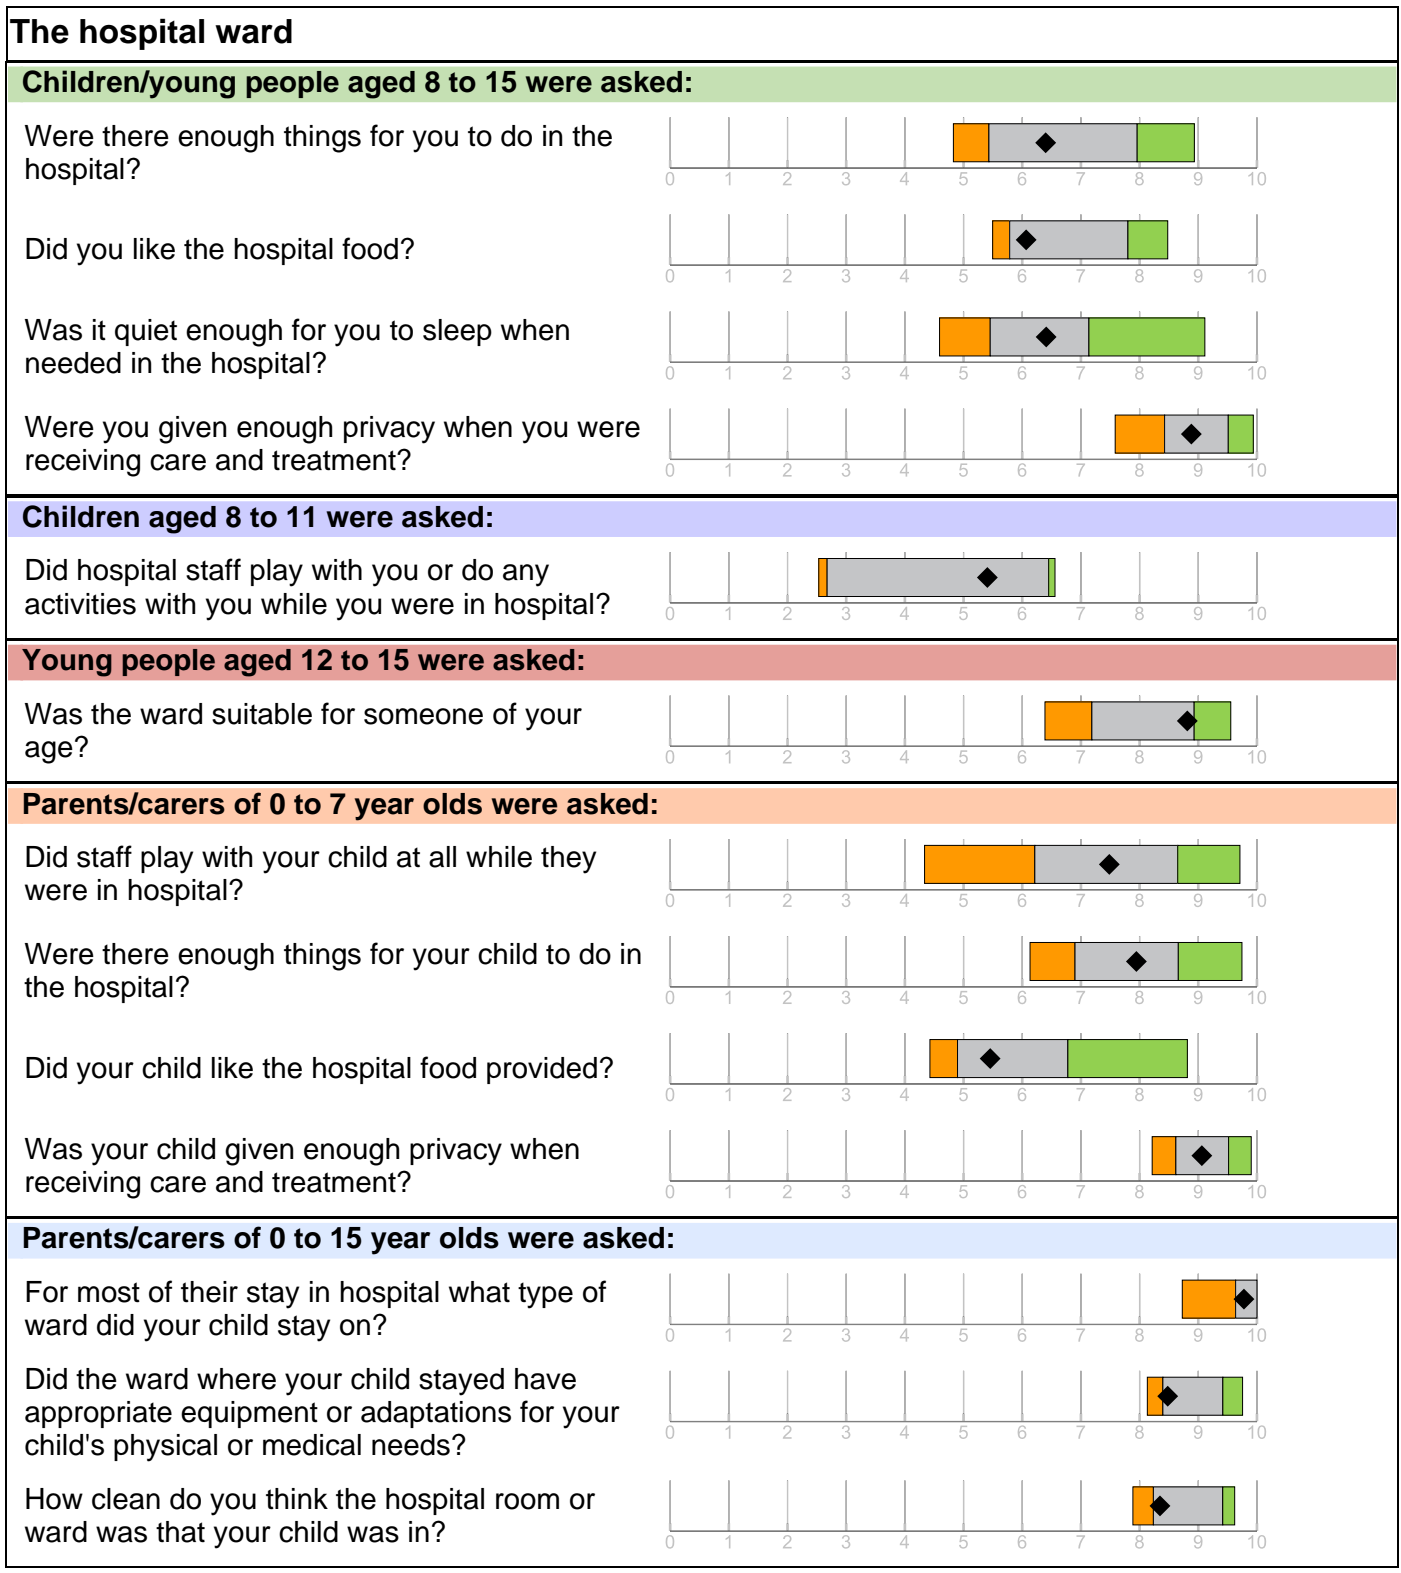 The hospital ward
Children/young people aged 8 to 15 were asked:
Were there enough things for you to do in the
hospital?
0 1 2 3 4 5 6 7 8 9 10
Did you like the hospital food?
0 1 2 3 4 5 6 7 8 9 10
Was it quiet enough for you to sleep when
needed in the hospital?
0 1 2 3 4 5 6 7 8 9 10
Were you given enough privacy when you were
receiving care and treatment?
0 1 2 3 4 5 6 7 8 9 10
Children aged 8 to 11 were asked:
Did hospital staff play with you or do any
activities with you while you were in hospital?
0 1 2 3 4 5 6 7 8 9 10
Young people aged 12 to 15 were asked:
Was the ward suitable for someone of your
age?
0 1 2 3 4 5 6 7 8 9 10
Parents/carers of 0 to 7 year olds were asked:
Did staff play with your child at all while they
were in hospital?
0 1 2 3 4 5 6 7 8 9 10
Were there enough things for your child to do in
the hospital?
0 1 2 3 4 5 6 7 8 9 10
Did your child like the hospital food provided?
0 1 2 3 4 5 6 7 8 9 10
Was your child given enough privacy when
receiving care and treatment?
0 1 2 3 4 5 6 7 8 9 10
Parents/carers of 0 to 15 year olds were asked:
For most of their stay in hospital what type of
ward did your child stay on?
0 1 2 3 4 5 6 7 8 9 10
Did the ward where your child stayed have
appropriate equipment or adaptations for your
child's physical or medical needs?
0 1 2 3 4 5 6 7 8 9 10
How clean do you think the hospital room or
ward was that your child was in?
0 1 2 3 4 5 6 7 8 9 10